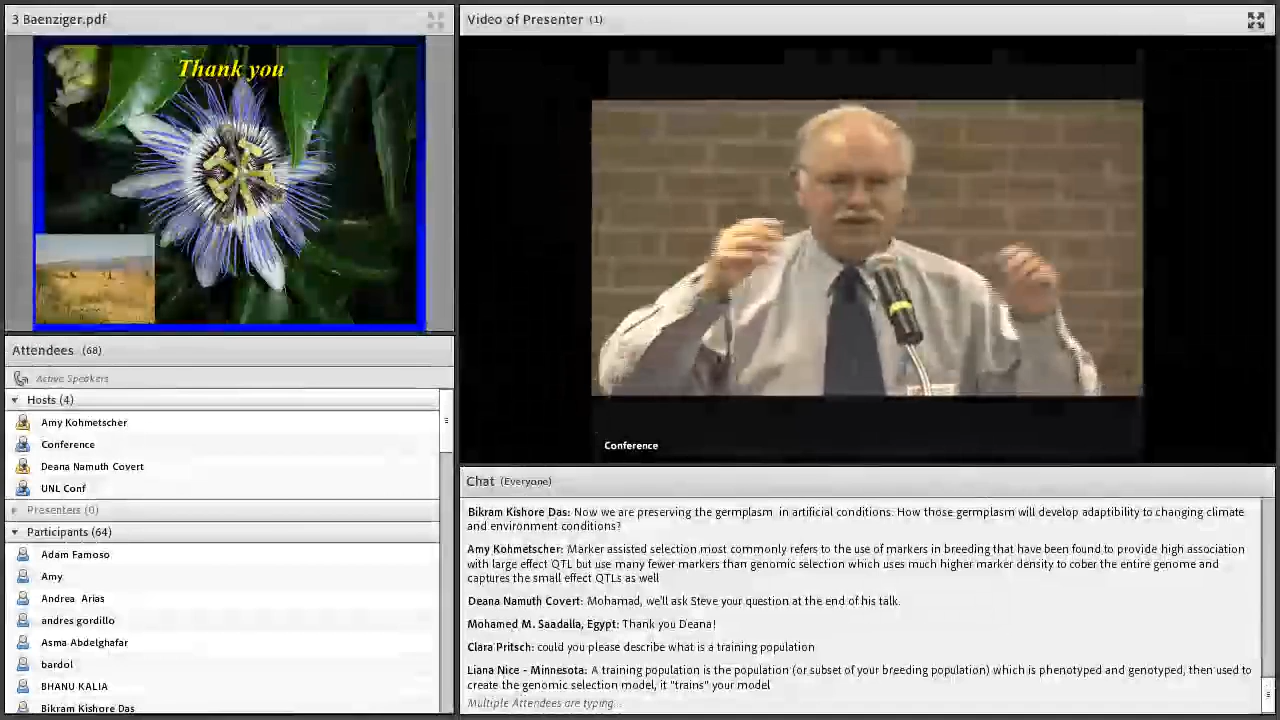 3 Baenziger.pdf
Thank you
Video of Presenter (1)
Conference
Attendees (68)
Active Speakers
Hosts (4)
Amy Kohmetscher
Conference
Deana Namuth Covert
UNL Conf
Presenters (0)
Participants (64)
Adam Famoso
Amy
Andrea Arias
andres gordillo
Asma Abdelghafar
bardol
BHANU KALIA
Bikram Kishore Das
Chat (Everyone)
Bikram Kishore Das: Now we are preserving the germplasm in artificial conditions. How those germplasm will develop adaptibility to changing climate
and environment conditions?
Amy Kohmetscher: Marker assisted selection most commonly refers to the use of markers in breeding that have been found to provide high association
with large effect QTL but use many fewer markers than genomic selection which uses much higher marker density to cober the entire genome and
captures the small effect QTLs as well
Deana Namuth Covert: Mohamad, we'll ask Steve your question at the end of his talk.
Mohamed M. Saadalla, Egypt: Thank you Deana!
Clara Pritsch: could you please describe what is a training population
Liana Nice - Minnesota: A training population is the population (or subset of your breeding population) which is phenotyped and genotyped, then used to
create the genomic selection model, it "trains" your model
Multiple Attendees are typing...